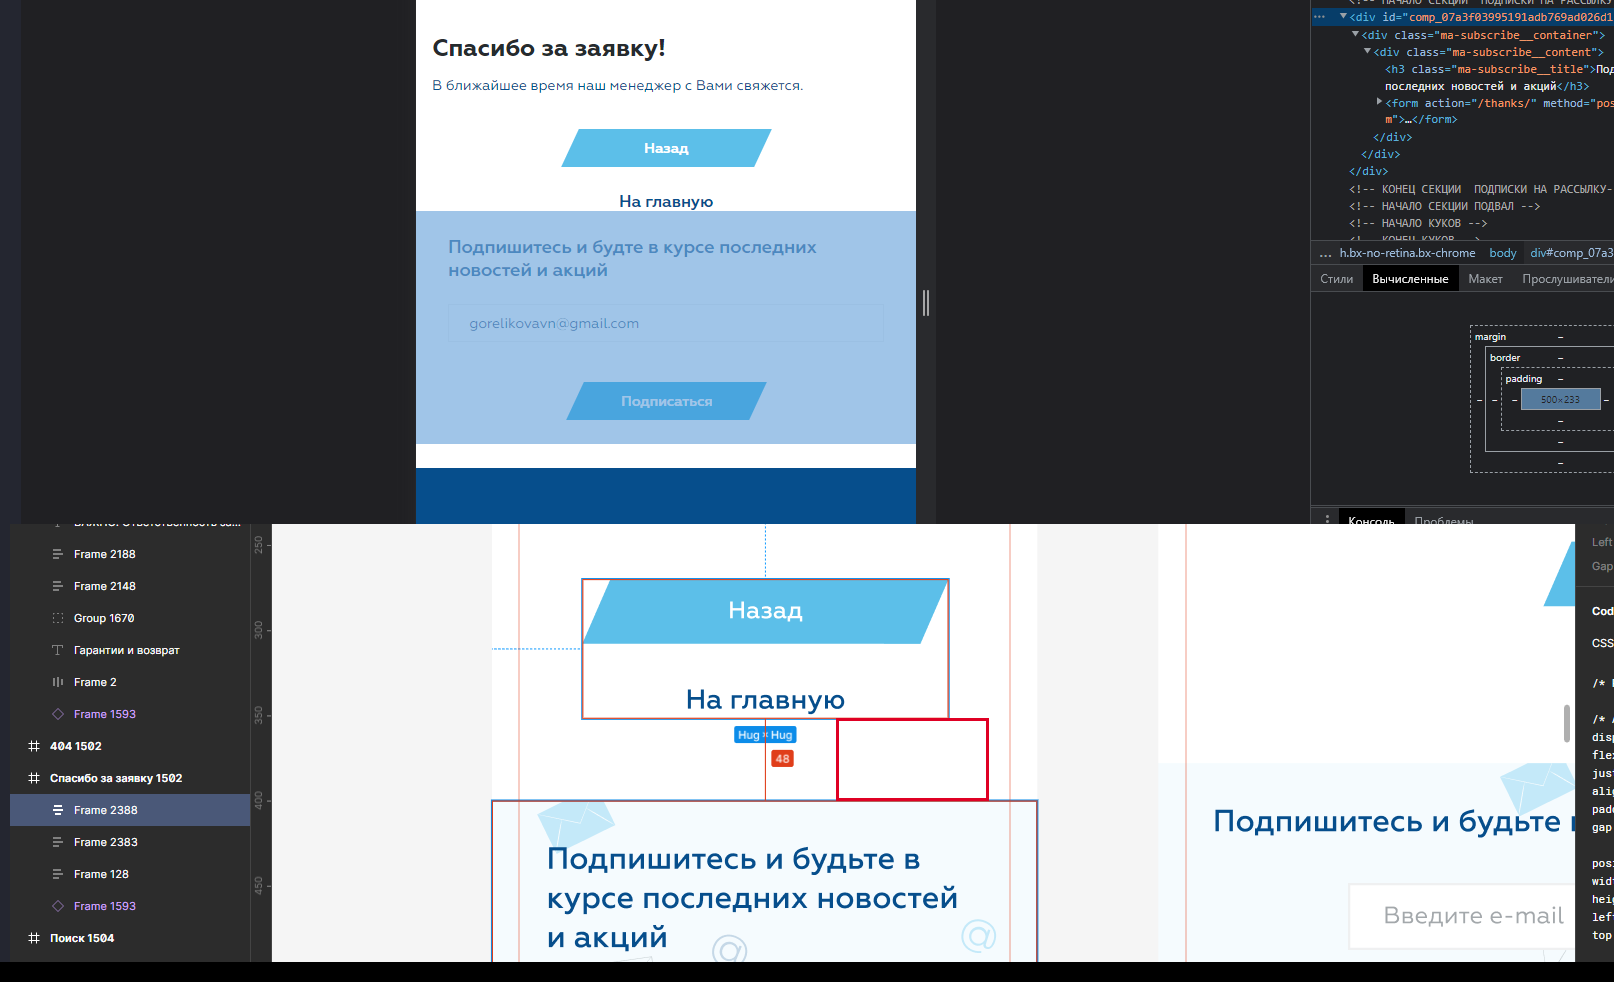 Спасибо за заявку!
В ближайшее время наш менеджер с Вами свяжется.
Назад
На главную
Подпишитесь и будте в курсе последних
новостей и акций
gorelikovavn@gmail.com
Подписаться
<!-- НАЧАЛО СЕКЦИИ  ПОДПИСКИ НА РАССЫЛКУ
<div id="comp_07a3f03995191adb769ad026d1
<div class="ma-subscribe__container">
<div class="ma-subscribe__content">
<h3 class="ma-subscribe__title">Под
последних новостей и акций</h3>
<form action="/thanks/" method="pos
m">…</form>
</div>
</div>
</div>
<!-- КОНЕЦ СЕКЦИИ  ПОДПИСКИ НА РАССЫЛКУ-
<!-- НАЧАЛО СЕКЦИИ ПОДВАЛ -->
<!-- НАЧАЛО КУКОВ -->
<!-- КОНЕЦ КУКОВ -->
... h.bx-no-retina.bx-chrome body div#comp_07a3
Стили Вычисленные Макет Прослушивател
margin –
border –
padding –
– – – 500×233 –
–
–
–
Консоль Проблемы
Frame 2188
Frame 2148
Group 1670
Гарантии и возврат
Frame 2
Frame 1593
404 1502
Спасибо за заявку 1502
Frame 2388
Frame 2383
Frame 128
Frame 1593
Поиск 1504
250
300
350
400
450
Назад
На главную
Hug × Hug
48
Подпишитесь и будьте в
курсе последних новостей
и акций
Подпишитесь и будьте
Введите e-mail
Left
Gap
Cod
CSS
/*
/*
disp
flex
just
alig
padd
gap
posi
widt
heig
left
top